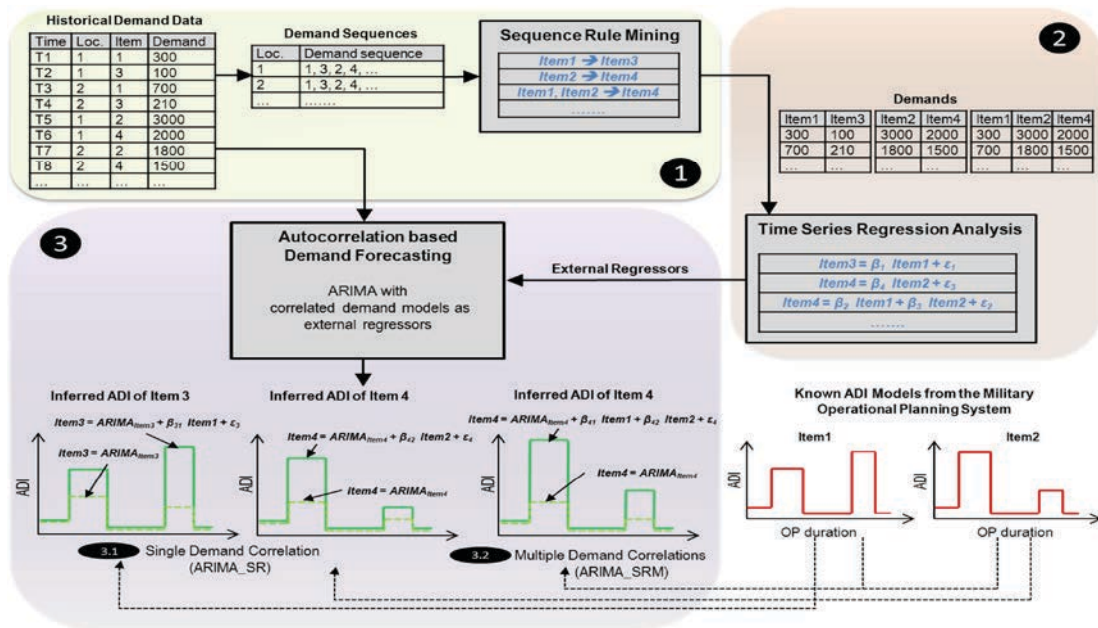 Historical Demand Data
Time Loc. Item Demand
T1 1 1 300
T2 1 3 100
T3 2 1 700
T4 2 3 210
T5 1 2 3000
T6 1 4 2000
T7 2 2 1800
T8 2 4 1500
... ... ... ...
Demand Sequences
Loc. Demand sequence
1 1, 3, 2, 4, ...
2 1, 3, 2, 4, ...
... .......
Sequence Rule Mining
Item1 ➔ Item3
Item2 ➔ Item4
Item1, Item2 ➔ Item4
.......
1
2
Demands
Item1 Item3 Item2 Item4 Item1 Item2 Item4
300 100 3000 2000 300 3000 2000
700 210 1800 1500 700 1800 1500
... ... ... ... ... ... ...
Time Series Regression Analysis
Item3 = β₁ Item1 + ε₁
Item4 = β₄ Item2 + ε₃
Item4 = β₂ Item1 + β₃ Item2 + ε₂
.......
External Regressors
3
Autocorrelation based
Demand Forecasting
ARIMA with
correlated demand models as
external regressors
Inferred ADI of Item 3
Item3 = ARIMA_Item3 + β₃₁ Item1 + ε₃
Item3 = ARIMA_Item3
ADI
Inferred ADI of Item 4
Item4 = ARIMA_Item4 + β₄₂ Item2 + ε₄
Item4 = ARIMA_Item4
ADI
Inferred ADI of Item 4
Item4 = ARIMA_Item4 + β₄₁ Item1 + β₄₂ Item2 + ε₄
Item4 = ARIMA_Item4
ADI
3.1 Single Demand Correlation
(ARIMA_SR)
3.2 Multiple Demand Correlations
(ARIMA_SRM)
Known ADI Models from the Military
Operational Planning System
Item1
ADI
OP duration
Item2
ADI
OP duration